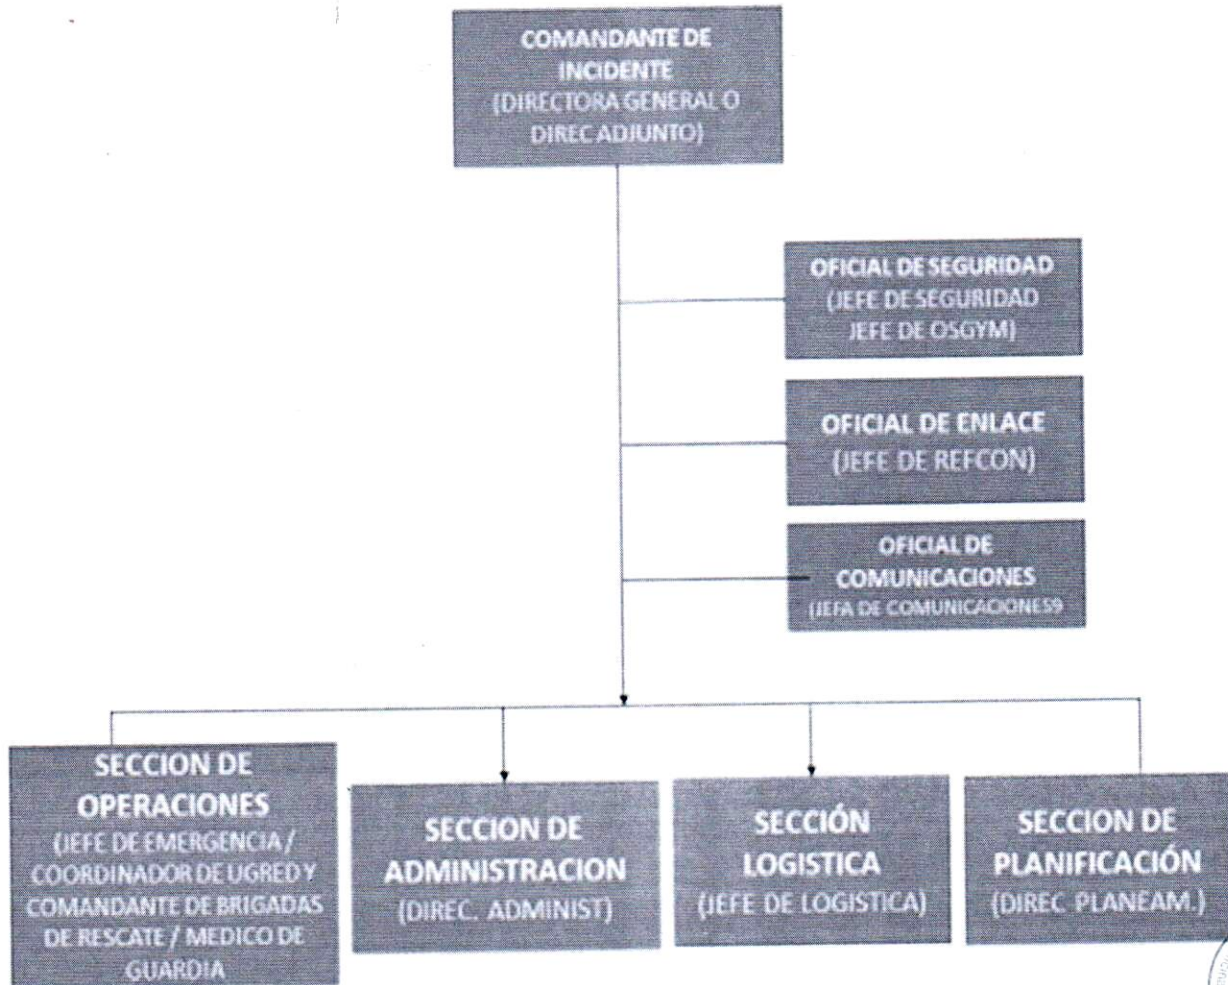 COMANDANTE DE
INCIDENTE
(DIRECTORA GENERAL O
DIREC ADJUNTO)
OFICIAL DE SEGURIDAD
(JEFE DE SEGURIDAD
JEFE DE OSGYM)
OFICIAL DE ENLACE
(JEFE DE REFCON)
OFICIAL DE
COMUNICACIONES
(JEFA DE COMUNICACIONES9
SECCION DE
OPERACIONES
(JEFE DE EMERGENCIA /
COORDINADOR DE UGRED Y
COMANDANTE DE BRIGADAS
DE RESCATE / MEDICO DE
GUARDIA
SECCION DE
ADMINISTRACION
(DIREC. ADMINIST)
SECCIÓN
LOGISTICA
(JEFE DE LOGISTICA)
SECCION DE
PLANIFICACIÓN
(DIREC. PLANEAM.)